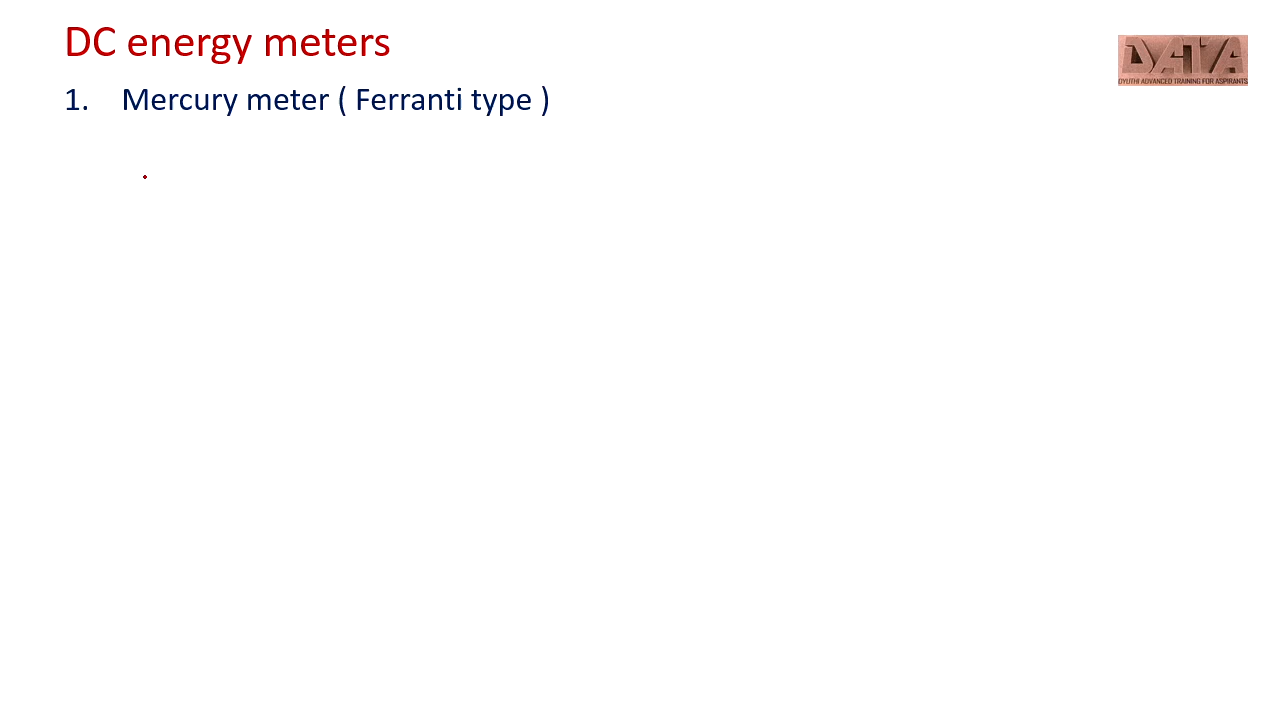 DC energy meters
DATA
DYUTHI ADVANCED TRAINING FOR ASPIRANTS
1. Mercury meter ( Ferranti type )